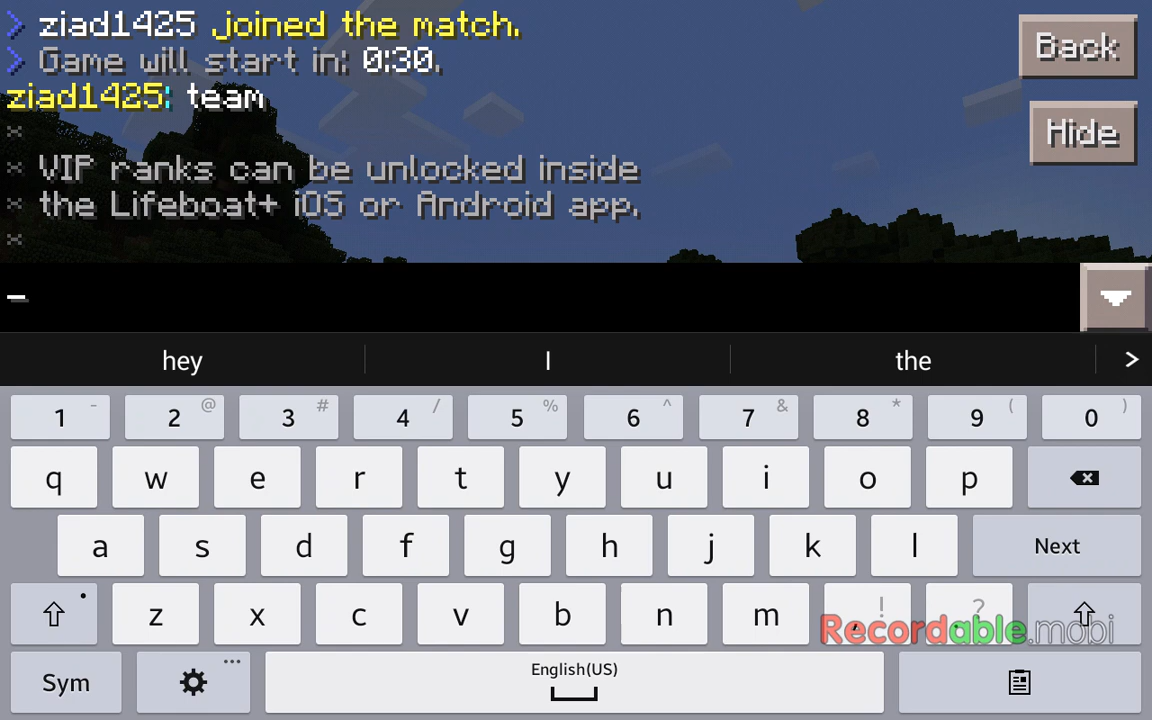 > ziad1425 joined the match.
> Game will start in: 0:30.
ziad1425: team
×
× VIP ranks can be unlocked inside
× the Lifeboat+ iOS or Android app.
×
Back
Hide
_
hey I the >
1 - 2 @ 3 # 4 / 5 % 6 ^ 7 & 8 * 9 ( 0 )
q w e r t y u i o p
a s d f g h j k l Next
z x c v b n m , ! . ?
Recordable.mobi
Sym ... English(US)